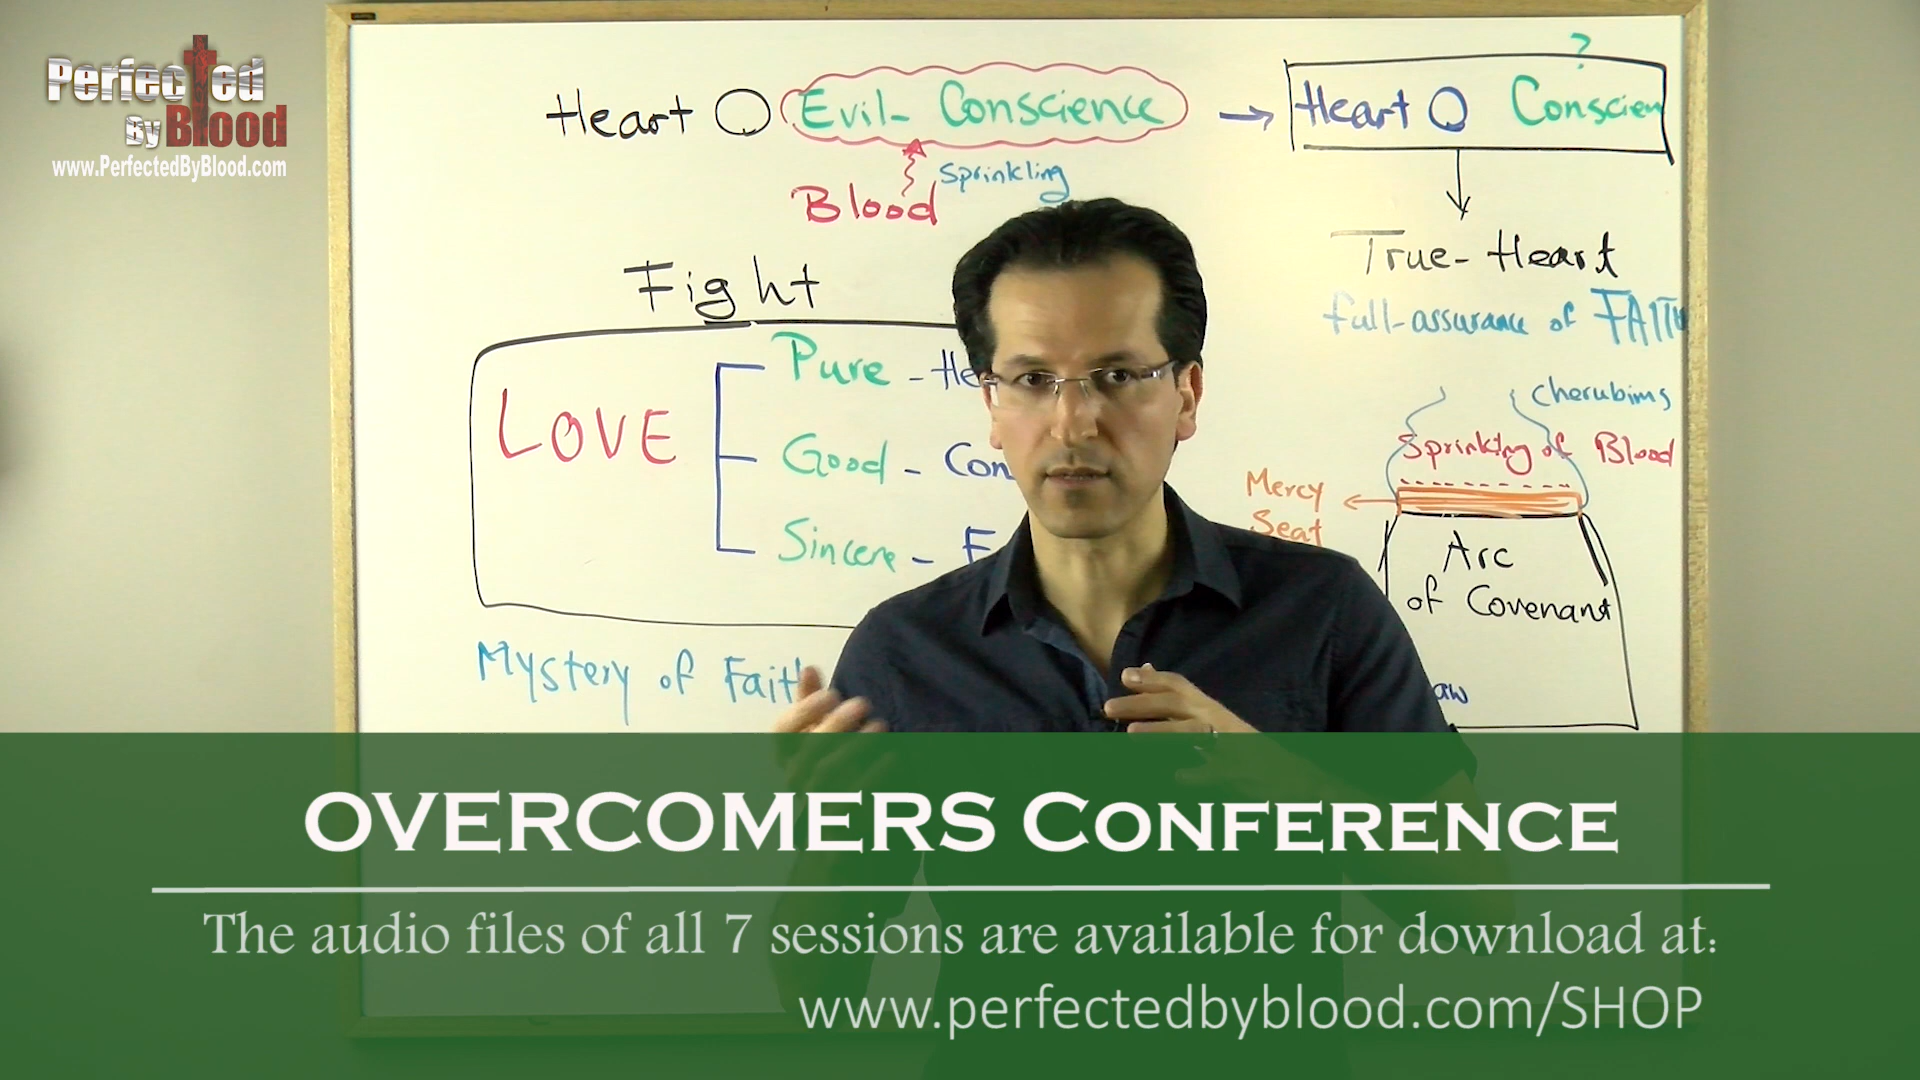 Perfected
By Blood
www.PerfectedByBlood.com
Heart Evil- Conscience → Heart Conscien
?
Sprinkling
Blood
True-Heart
full-assurance of FAITH
Fight
LOVE
Pure - He
Good - Con
Sincere - F
Mystery of Faith
Cherubims
Sprinking of Blood
Mercy
Seat
Arc
of Covenant
aw
OVERCOMERS CONFERENCE
The audio files of all 7 sessions are available for download at:
www.perfectedbyblood.com/SHOP